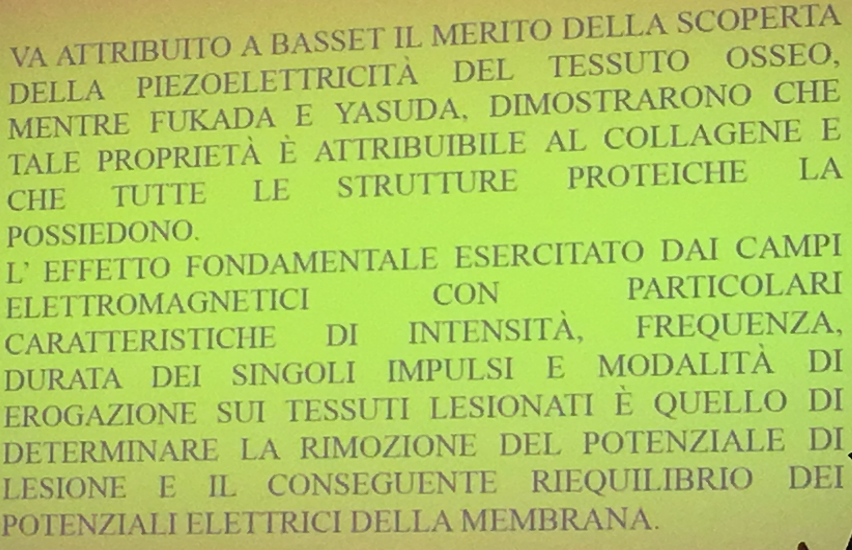 VA ATTRIBUITO A BASSET IL MERITO DELLA SCOPERTA
DELLA PIEZOELETTRICITÀ DEL TESSUTO OSSEO,
MENTRE FUKADA E YASUDA, DIMOSTRARONO CHE
TALE PROPRIETÀ È ATTRIBUIBILE AL COLLAGENE E
CHE TUTTE LE STRUTTURE PROTEICHE LA
POSSIEDONO.
L' EFFETTO FONDAMENTALE ESERCITATO DAI CAMPI
ELETTROMAGNETICI CON PARTICOLARI
CARATTERISTICHE DI INTENSITÀ, FREQUENZA,
DURATA DEI SINGOLI IMPULSI E MODALITÀ DI
EROGAZIONE SUI TESSUTI LESIONATI È QUELLO DI
DETERMINARE LA RIMOZIONE DEL POTENZIALE DI
LESIONE E IL CONSEGUENTE RIEQUILIBRIO DEI
POTENZIALI ELETTRICI DELLA MEMBRANA.